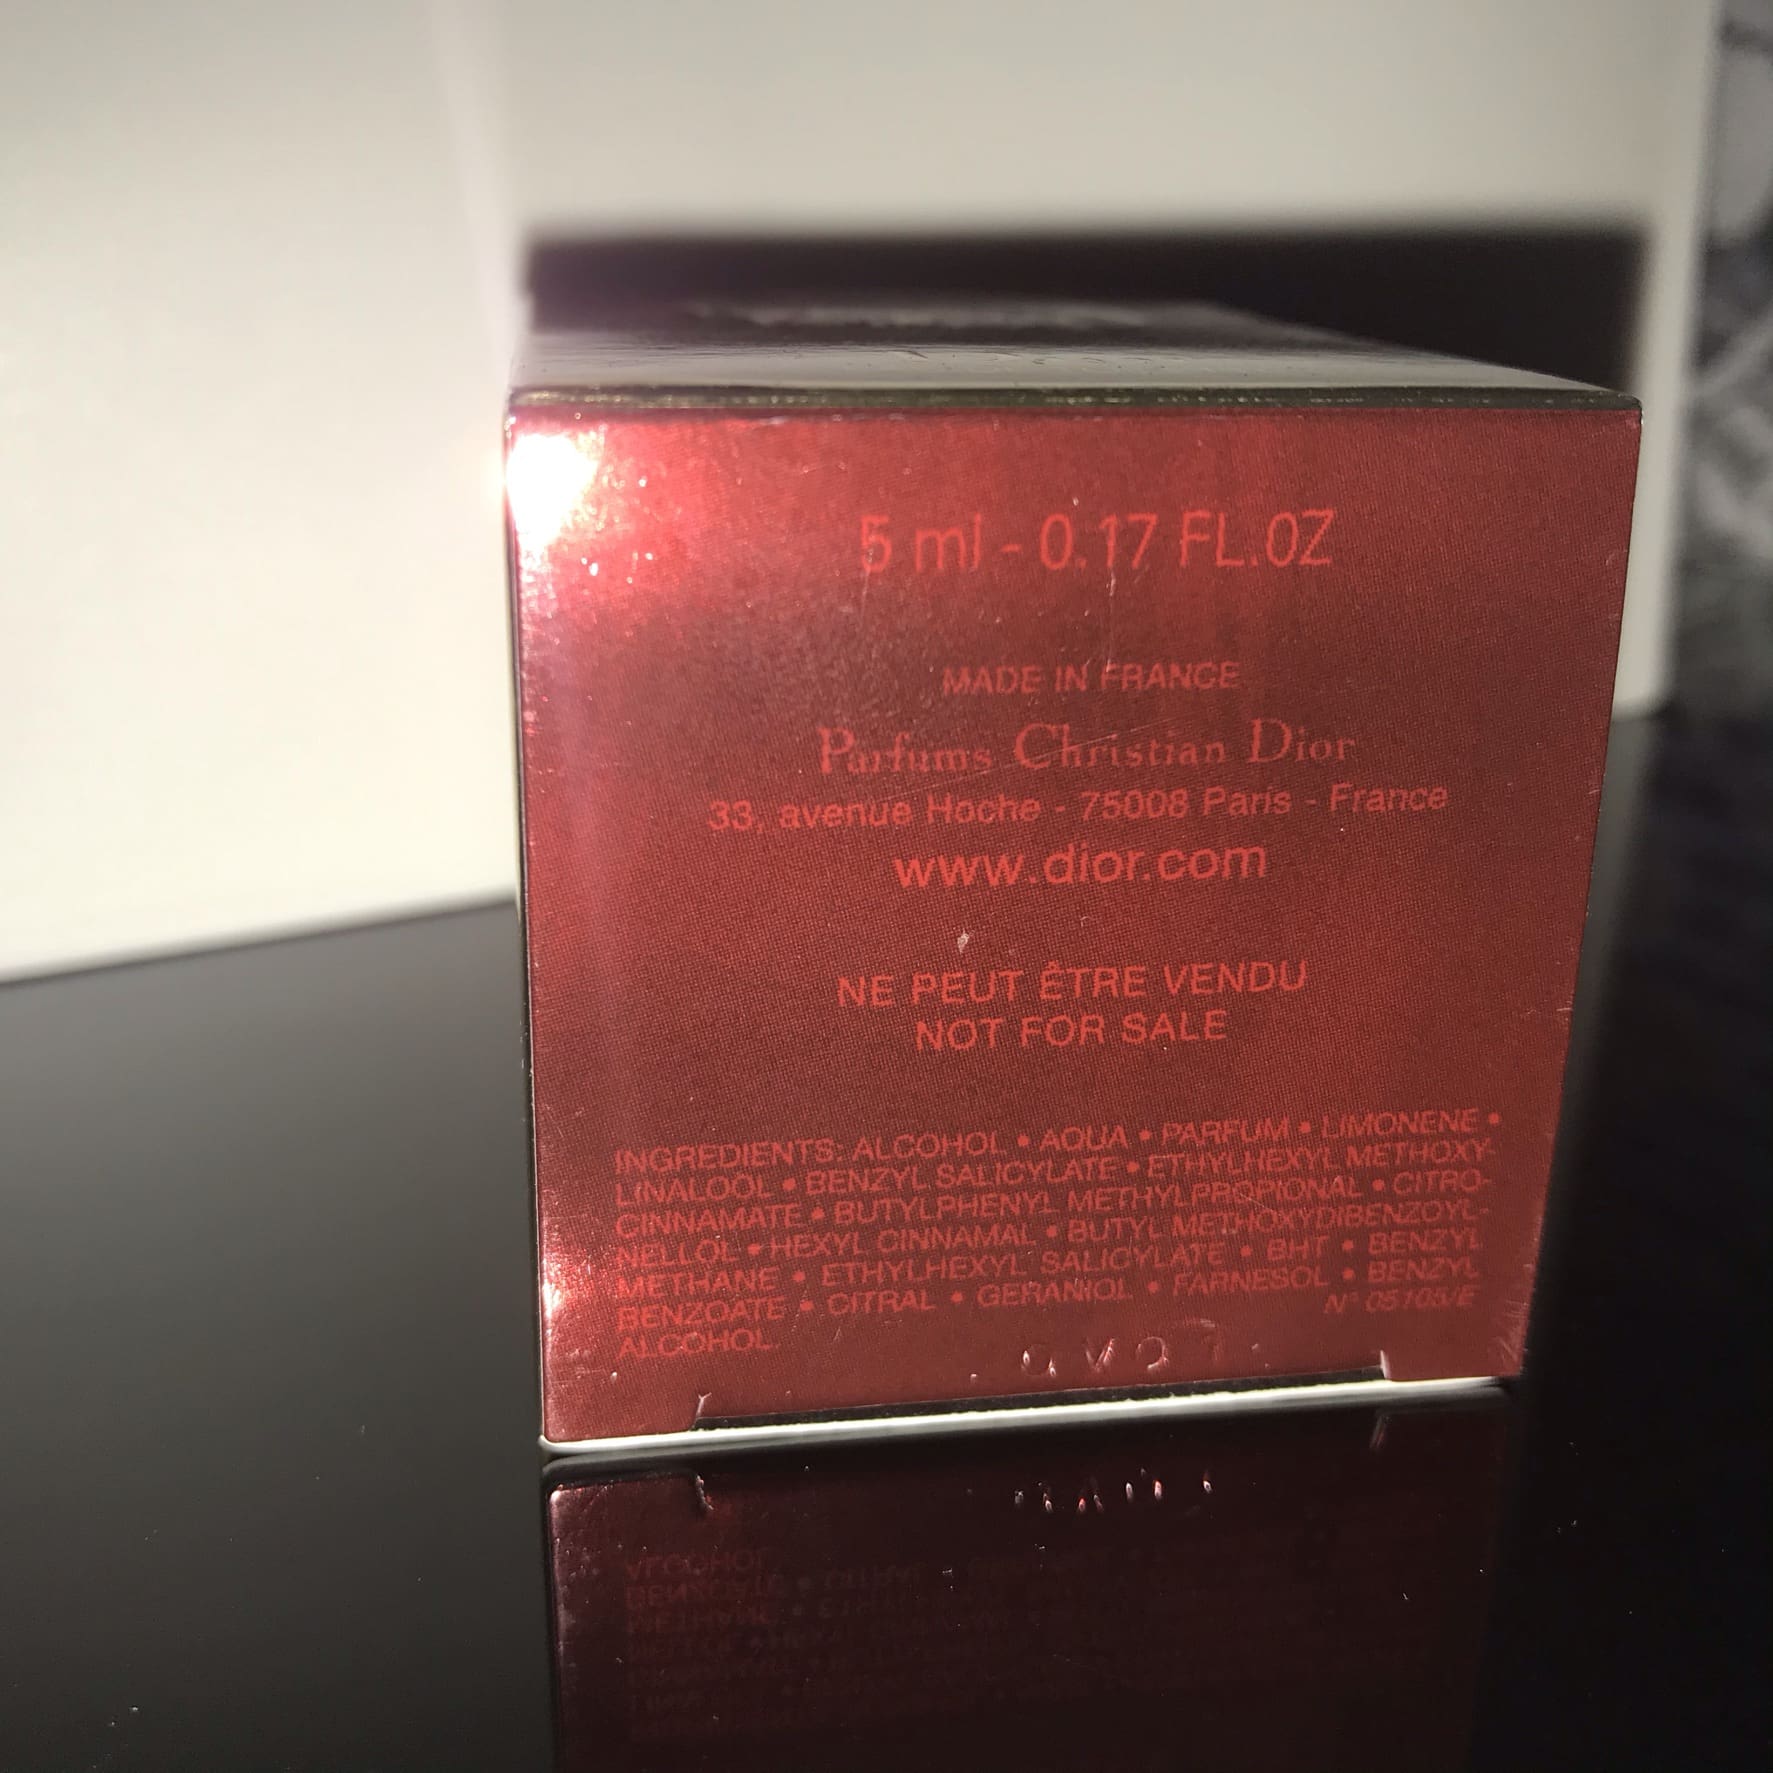 5 ml - 0.17 FL.OZ
MADE IN FRANCE
Parfums Christian Dior
33, avenue Hoche - 75008 Paris - France
www.dior.com
NE PEUT ÊTRE VENDU
NOT FOR SALE
INGREDIENTS: ALCOHOL • AQUA • PARFUM • LIMONENE •
LINALOOL • BENZYL SALICYLATE • ETHYLHEXYL METHOXY-
CINNAMATE • BUTYLPHENYL METHYLPROPIONAL • CITRO-
NELLOL • HEXYL CINNAMAL • BUTYL METHOXYDIBENZOYL-
METHANE • ETHYLHEXYL SALICYLATE • BHT • BENZYL
BENZOATE • CITRAL • GERANIOL • FARNESOL • BENZYL
ALCOHOL.
N° 05105/E